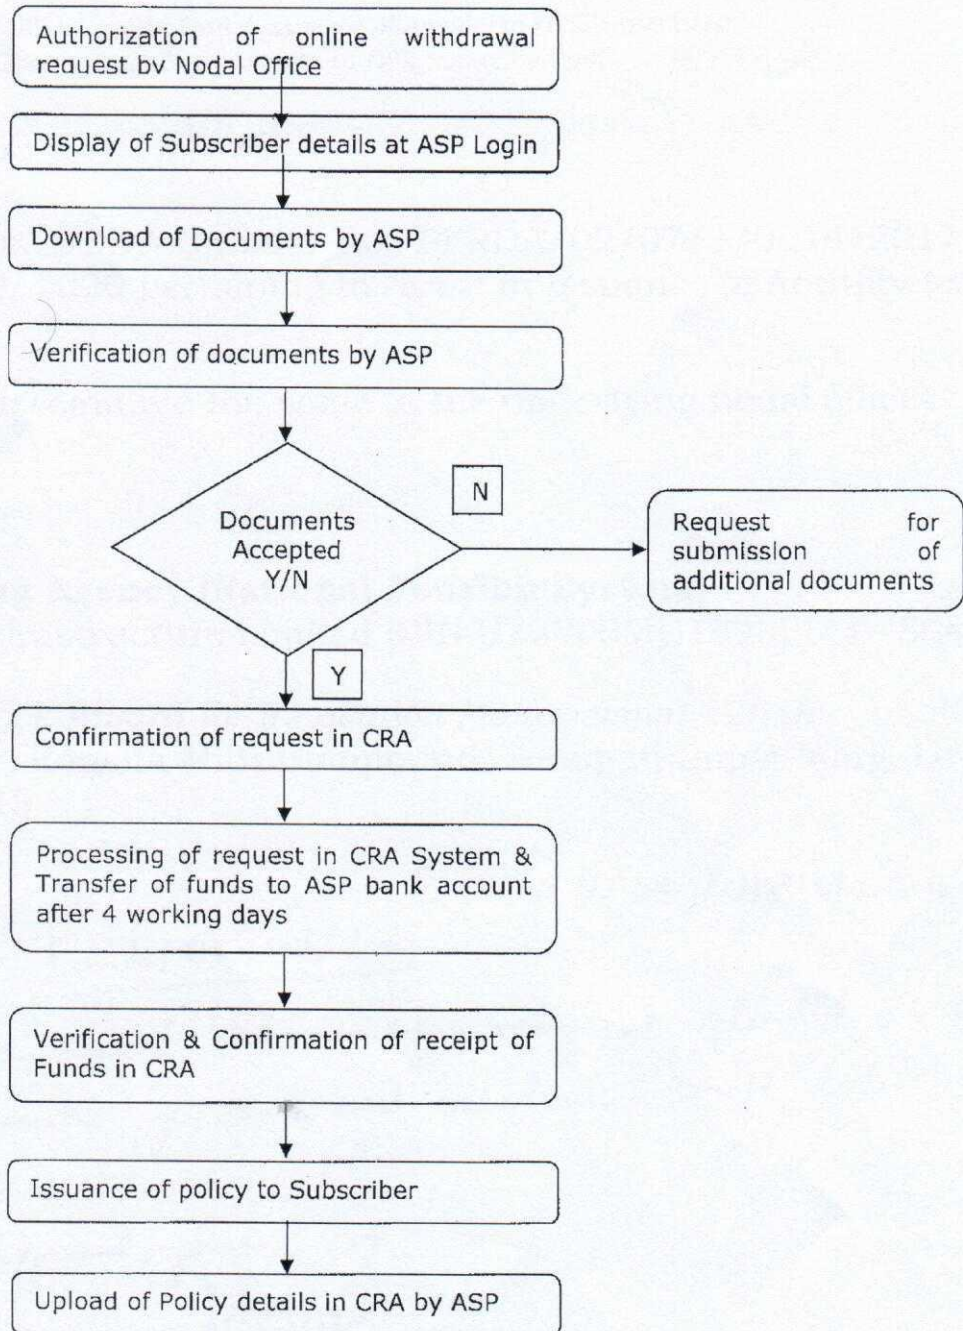 Authorization of online withdrawal
request by Nodal Office
Display of Subscriber details at ASP Login
Download of Documents by ASP
Verification of documents by ASP
Documents
Accepted
Y/N
N
Request for
submission of
additional documents
Y
Confirmation of request in CRA
Processing of request in CRA System &
Transfer of funds to ASP bank account
after 4 working days
Verification & Confirmation of receipt of
Funds in CRA
Issuance of policy to Subscriber
Upload of Policy details in CRA by ASP